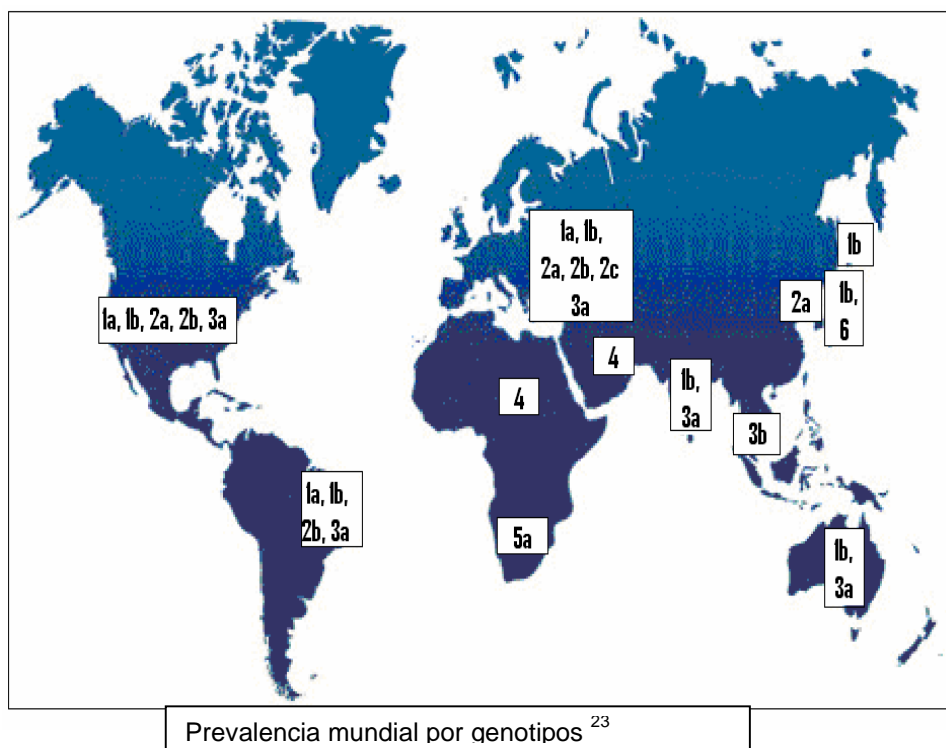 1a, 1b,
2a, 2b, 2c
3a
1b
1a, 1b, 2a, 2b, 3a
2a
1b,
6
4
4
1b,
3a
3b
1a, 1b,
2b, 3a
5a
1b,
3a
Prevalencia mundial por genotipos 23